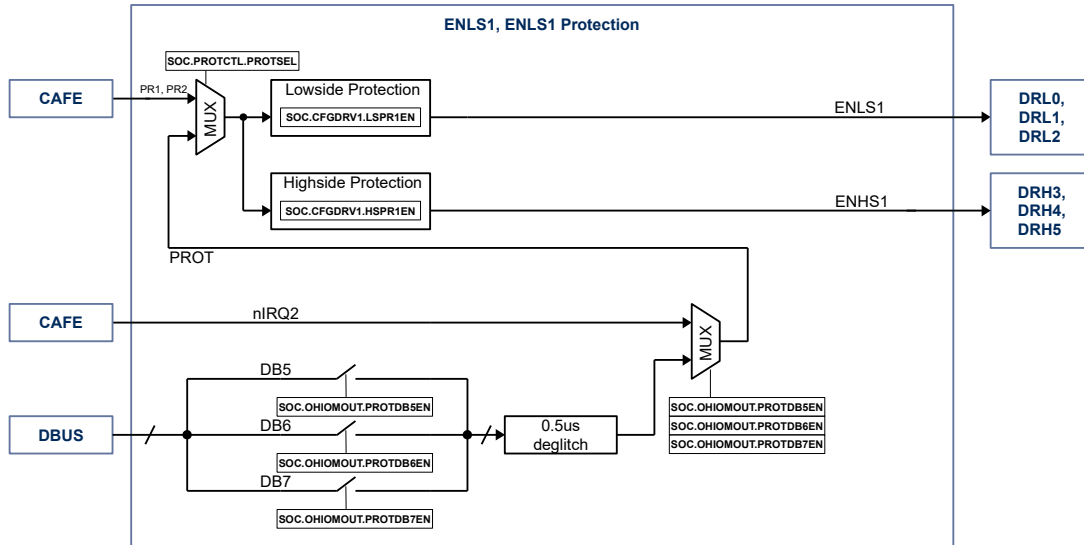 ENLS1, ENLS1 Protection
SOC.PROTCTL.PROTSEL
CAFE
PR1, PR2
MUX
Lowside Protection
SOC.CFGDRV1.LSPR1EN
ENLS1
DRL0,
DRL1,
DRL2
Highside Protection
SOC.CFGDRV1.HSPR1EN
ENHS1
DRH3,
DRH4,
DRH5
PROT
CAFE
nIRQ2
MUX
DB5
SOC.OHIOMOUT.PROTDB5EN
DBUS
DB6
SOC.OHIOMOUT.PROTDB6EN
DB7
SOC.OHIOMOUT.PROTDB7EN
0.5us
deglitch
SOC.OHIOMOUT.PROTDB5EN
SOC.OHIOMOUT.PROTDB6EN
SOC.OHIOMOUT.PROTDB7EN